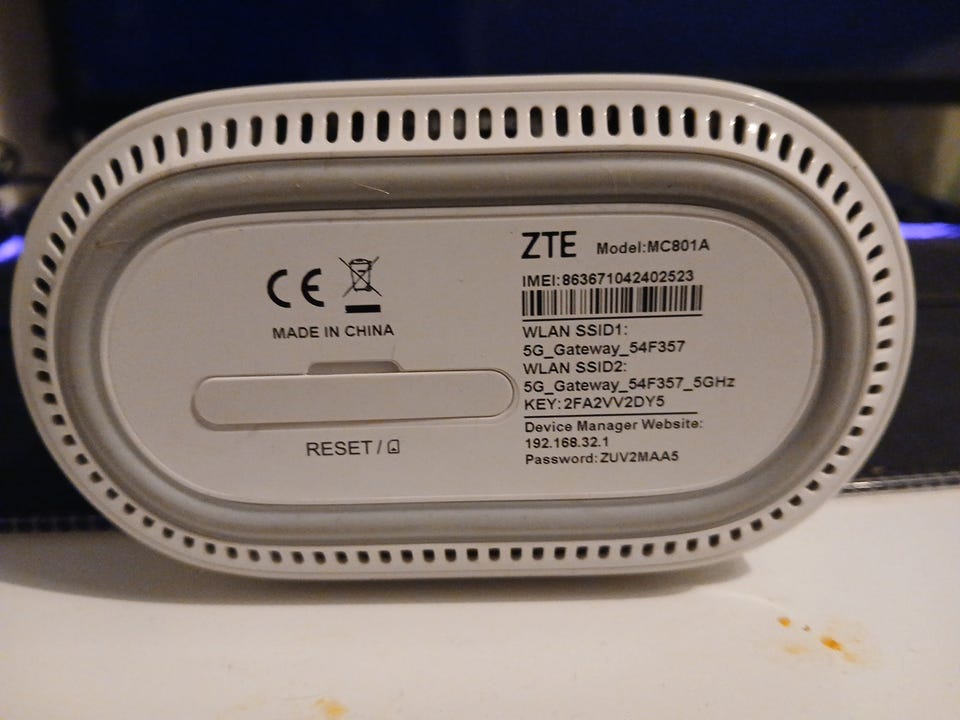 ZTE Model:MC801A
IMEI:863671042402523
WLAN SSID1:
5G_Gateway_54F357
WLAN SSID2:
5G_Gateway_54F357_5GHz
KEY:2FA2VV2DY5
Device Manager Website:
192.168.32.1
Password:ZUV2MAA5
CE
MADE IN CHINA
RESET /